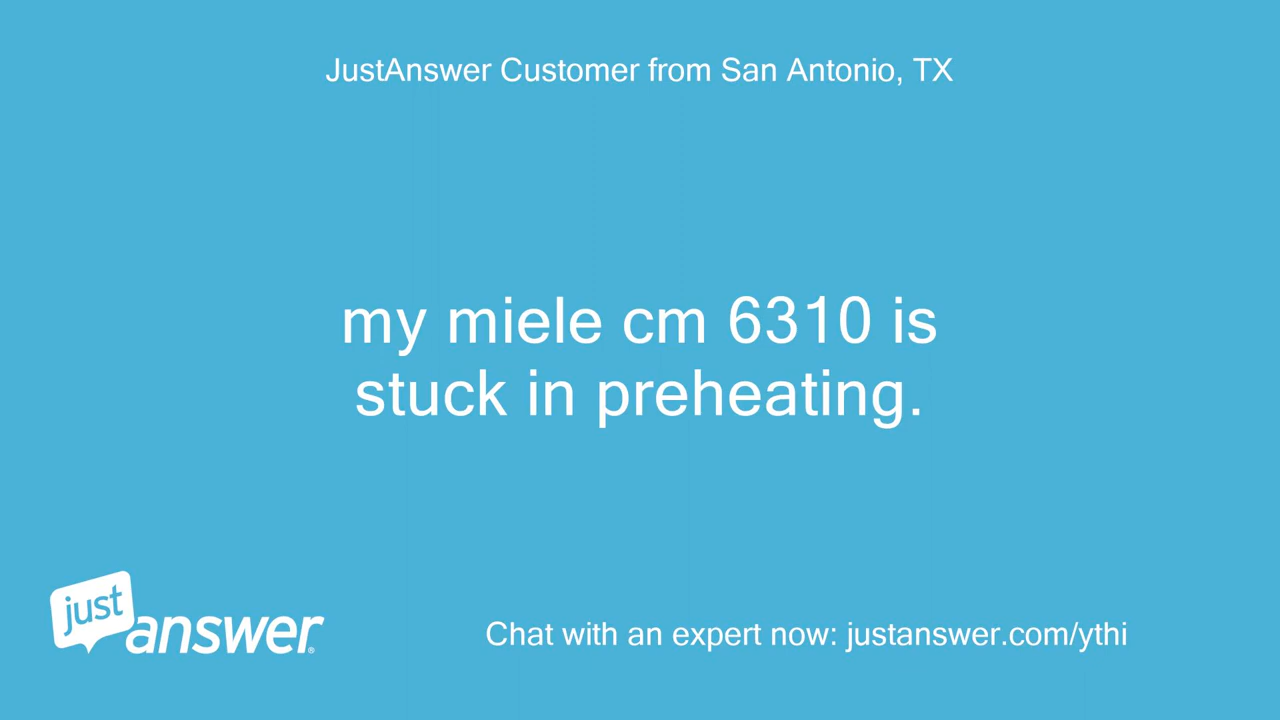 JustAnswer Customer from San Antonio, TX
my miele cm 6310 is
stuck in preheating.
just
answer®
Chat with an expert now: justanswer.com/ythi